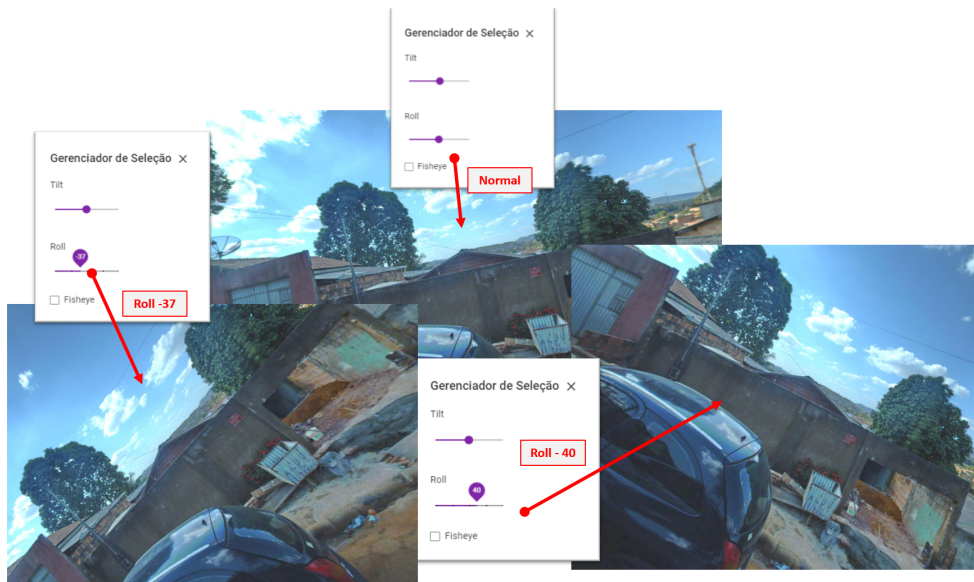 Gerenciador de Seleção ×
Tilt
Roll
Fisheye
Normal
Gerenciador de Seleção ×
Tilt
Roll
-37
Fisheye
Roll -37
Gerenciador de Seleção ×
Tilt
Roll
40
Fisheye
Roll - 40